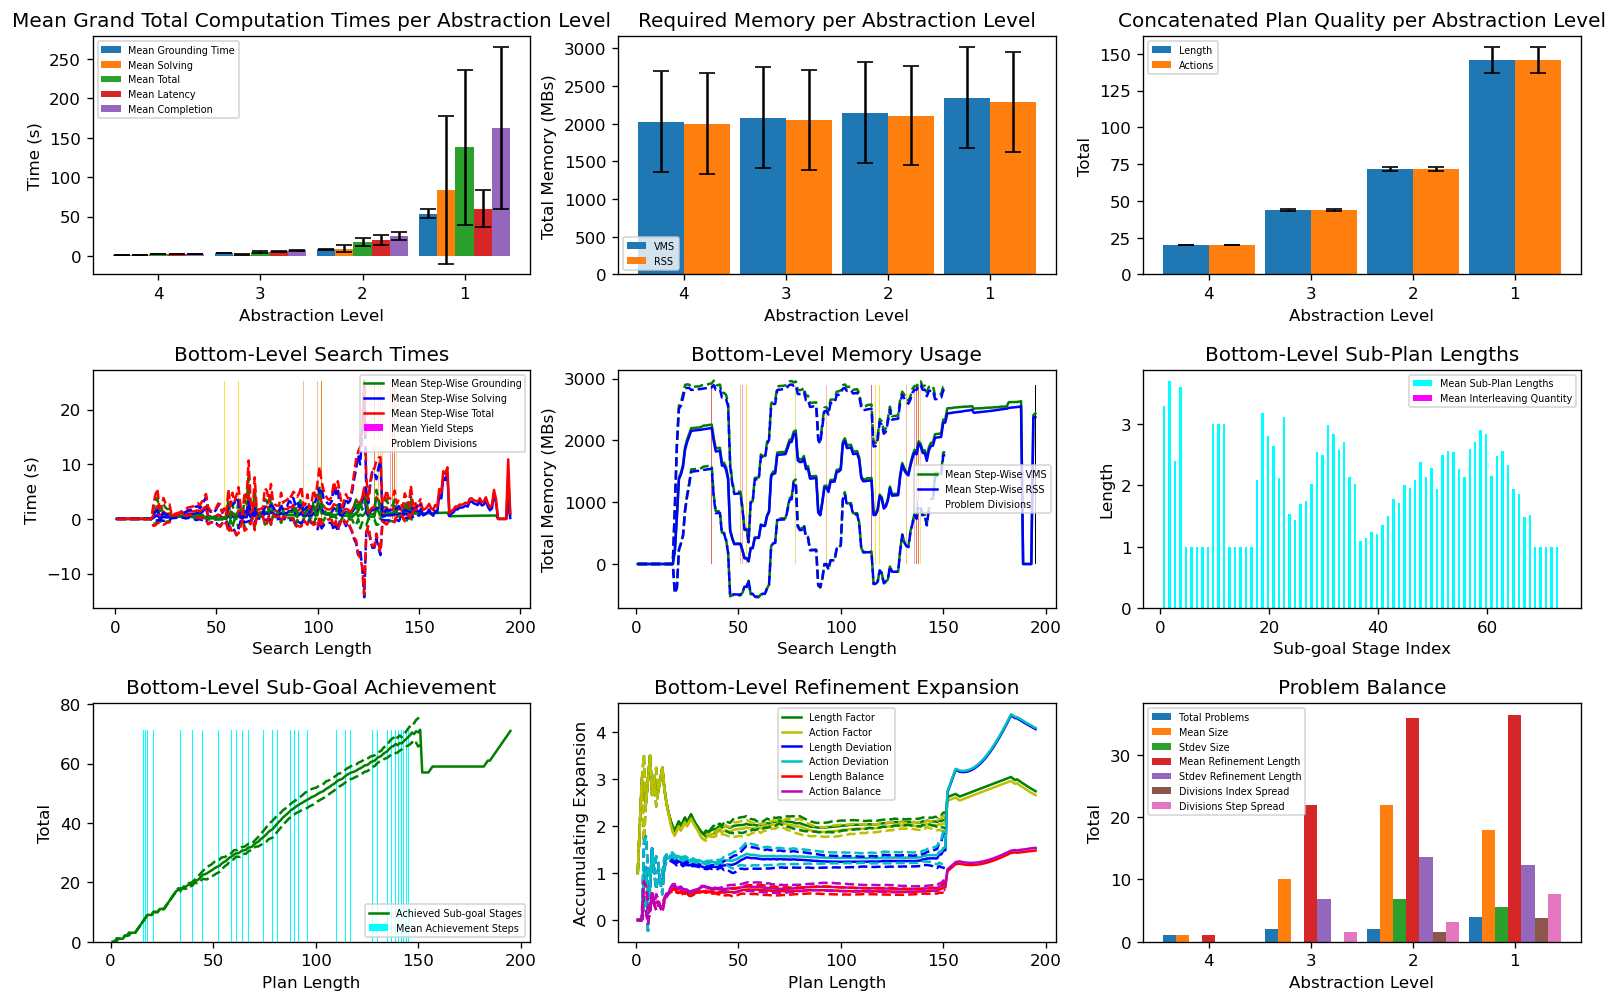 Mean Grand Total Computation Times per Abstraction Level
Time (s)
250
200
150
100
50
0
Mean Grounding Time
Mean Solving
Mean Total
Mean Latency
Mean Completion
4 3 2 1
Abstraction Level
Required Memory per Abstraction Level
Total Memory (MBs)
3000
2500
2000
1500
1000
500
0
VMS
RSS
4 3 2 1
Abstraction Level
Concatenated Plan Quality per Abstraction Level
Total
150
125
100
75
50
25
0
Length
Actions
4 3 2 1
Abstraction Level
Bottom-Level Search Times
Time (s)
20
10
0
−10
Mean Step-Wise Grounding
Mean Step-Wise Solving
Mean Step-Wise Total
Mean Yield Steps
Problem Divisions
0 50 100 150 200
Search Length
Bottom-Level Memory Usage
Total Memory (MBs)
3000
2000
1000
0
Mean Step-Wise VMS
Mean Step-Wise RSS
Problem Divisions
0 50 100 150 200
Search Length
Bottom-Level Sub-Plan Lengths
Length
3
2
1
0
Mean Sub-Plan Lengths
Mean Interleaving Quantity
0 20 40 60
Sub-goal Stage Index
Bottom-Level Sub-Goal Achievement
Total
80
60
40
20
0
Achieved Sub-goal Stages
Mean Achievement Steps
0 50 100 150 200
Plan Length
Bottom-Level Refinement Expansion
Accumulating Expansion
4
3
2
1
0
Length Factor
Action Factor
Length Deviation
Action Deviation
Length Balance
Action Balance
0 50 100 150 200
Plan Length
Problem Balance
Total
30
20
10
0
Total Problems
Mean Size
Stdev Size
Mean Refinement Length
Stdev Refinement Length
Divisions Index Spread
Divisions Step Spread
4 3 2 1
Abstraction Level